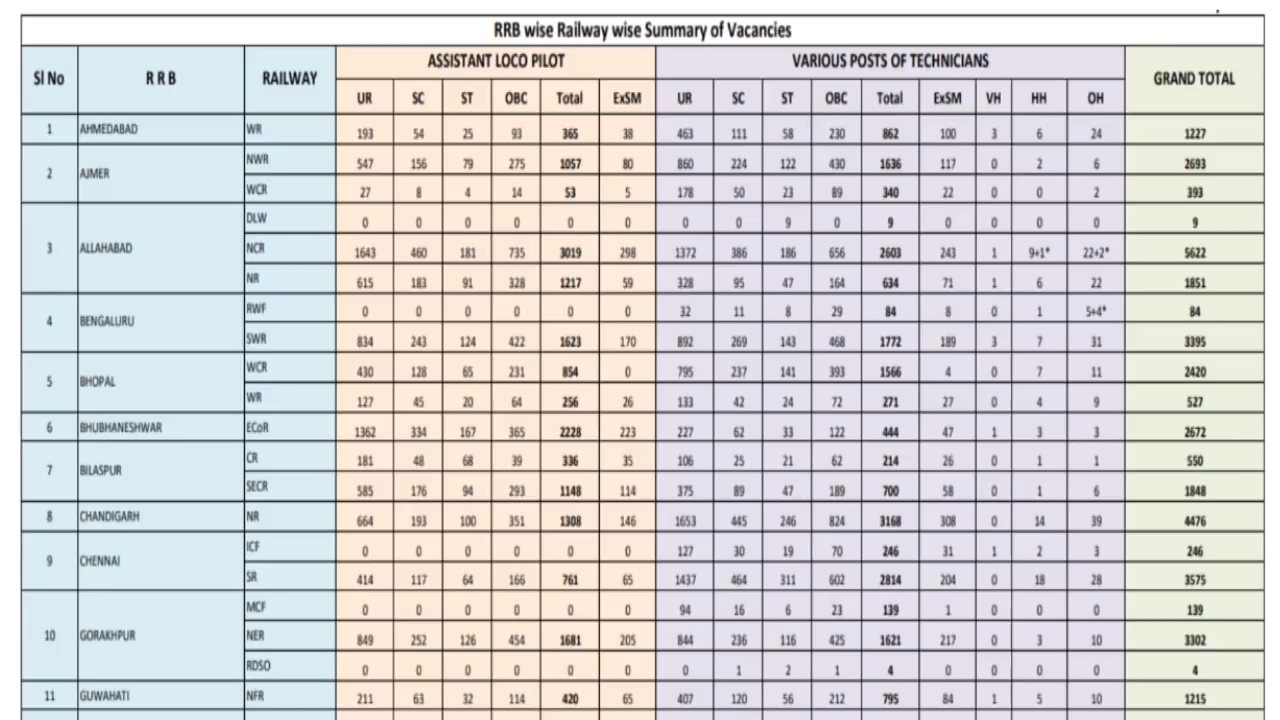 RRB wise Railway wise Summary of Vacancies
Sl No R R B RAILWAY ASSISTANT LOCO PILOT VARIOUS POSTS OF TECHNICIANS GRAND TOTAL
UR SC ST OBC Total ExSM UR SC ST OBC Total ExSM VH HH OH
1 AHMEDABAD WR 193 54 25 93 365 38 463 111 58 230 862 100 3 6 24 1227
2 AJMER NWR 547 156 79 275 1057 80 860 224 122 430 1636 117 0 2 6 2693
WCR 27 8 4 14 53 5 178 50 23 89 340 22 0 0 2 393
3 ALLAHABAD DLW 0 0 0 0 0 0 0 0 9 0 9 0 0 0 0 9
NCR 1643 460 181 735 3019 298 1372 386 186 656 2603 243 1 9+1* 22+2* 5622
NR 615 183 91 328 1217 59 328 95 47 164 634 71 1 6 22 1851
4 BENGALURU RWF 0 0 0 0 0 0 32 11 8 29 84 8 0 1 5+4* 84
SWR 834 243 124 422 1623 170 892 269 143 468 1772 189 3 7 31 3395
5 BHOPAL WCR 430 128 65 231 854 0 795 237 141 393 1566 4 0 7 11 2420
WR 127 45 20 64 256 26 133 42 24 72 271 27 0 4 9 527
6 BHUBHANESHWAR ECoR 1362 334 167 365 2228 223 227 62 33 122 444 47 1 3 3 2672
7 BILASPUR CR 181 48 68 39 336 35 106 25 21 62 214 26 0 1 1 550
SECR 585 176 94 293 1148 114 375 89 47 189 700 58 0 1 6 1848
8 CHANDIGARH NR 664 193 100 351 1308 146 1653 445 246 824 3168 308 0 14 39 4476
9 CHENNAI ICF 0 0 0 0 0 0 127 30 19 70 246 31 1 2 3 246
SR 414 117 64 166 761 65 1437 464 311 602 2814 204 0 18 28 3575
10 GORAKHPUR MCF 0 0 0 0 0 0 94 16 6 23 139 1 0 0 0 139
NER 849 252 126 454 1681 205 844 236 116 425 1621 217 0 3 10 3302
RDSO 0 0 0 0 0 0 0 1 2 1 4 0 0 0 0 4
11 GUWAHATI NFR 211 63 32 114 420 65 407 120 56 212 795 84 1 5 10 1215